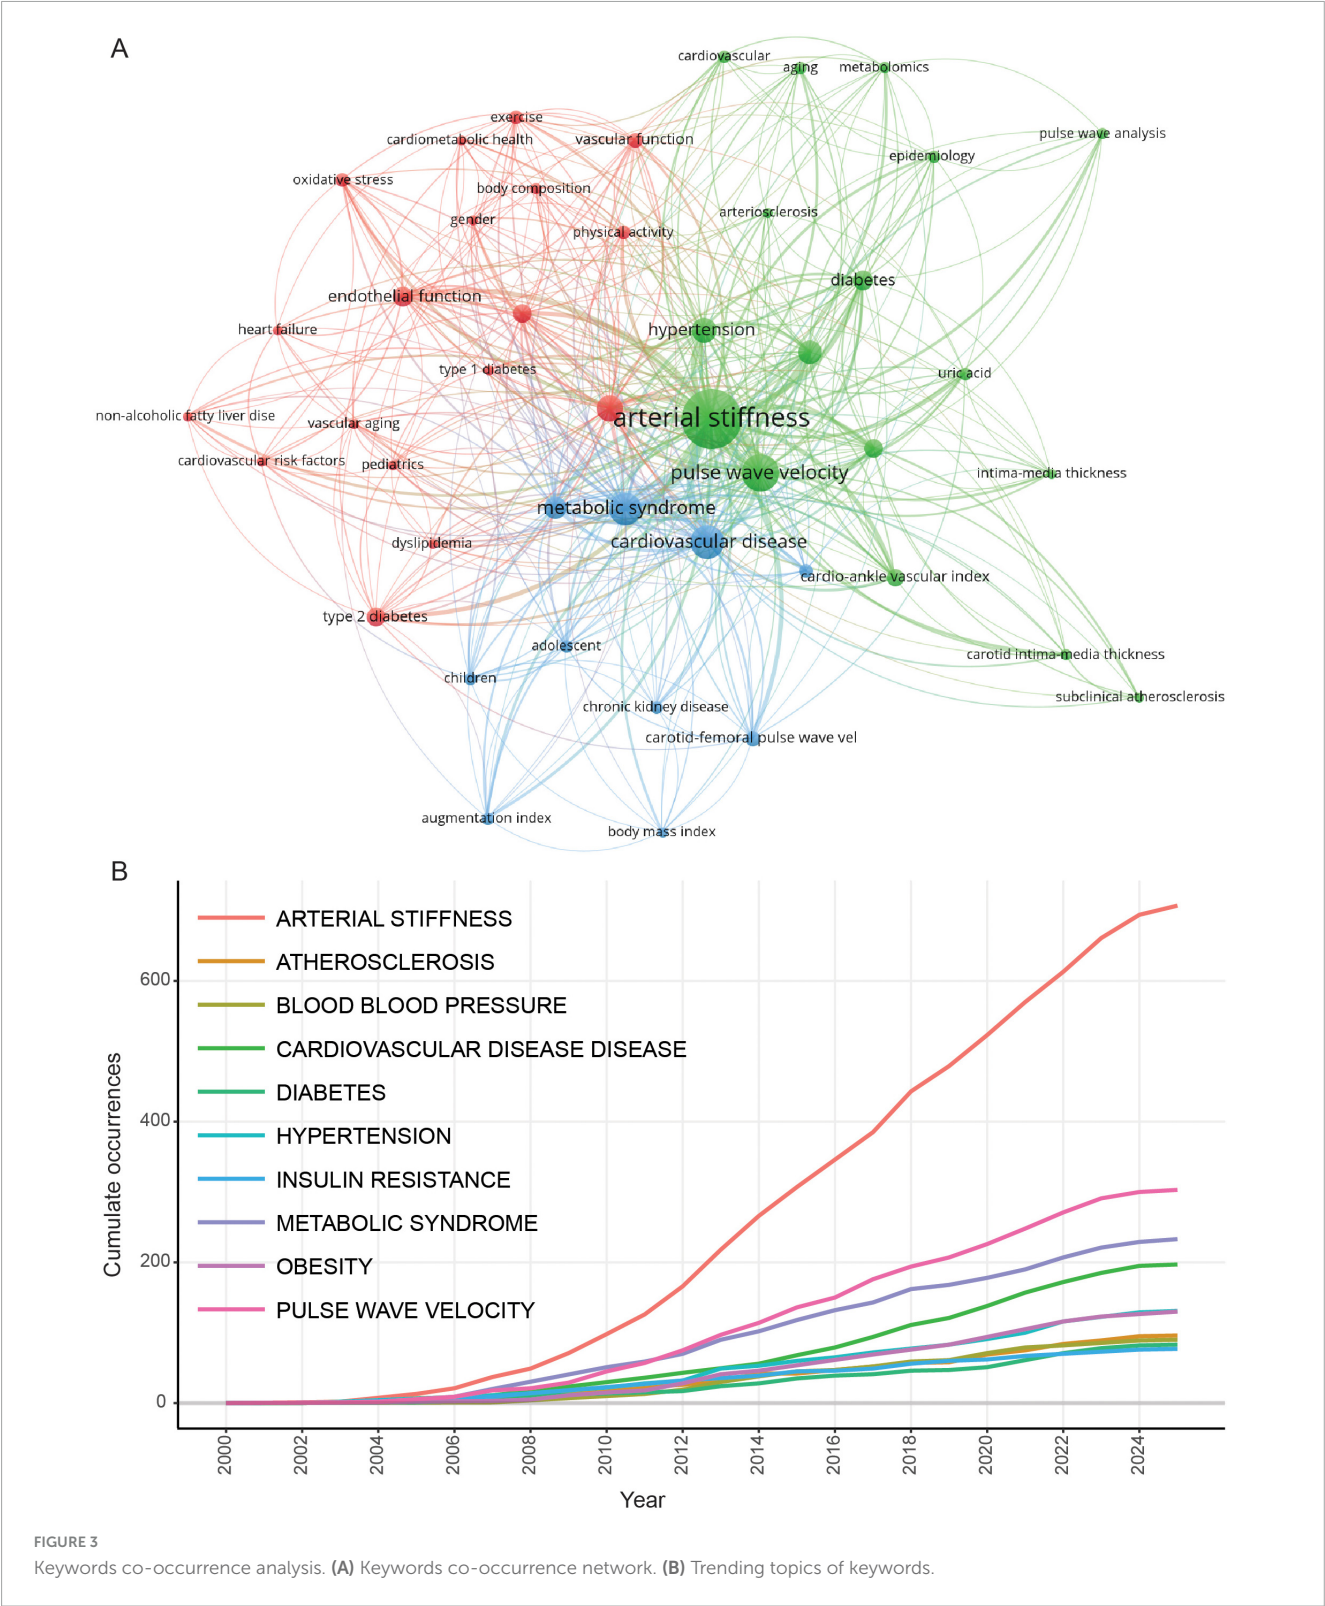 A
cardiovascular
aging
metabolomics
exercise
cardiometabolic health
vascular function
pulse wave analysis
epidemiology
oxidative stress
body composition
gender
arteriosclerosis
physical activity
diabetes
endothelial function
heart failure
hypertension
type 1 diabetes
uric acid
non-alcoholic fatty liver dise
arterial stiffness
vascular aging
cardiovascular risk factors
pediatrics
pulse wave velocity
intima-media thickness
metabolic syndrome
dyslipidemia
cardiovascular disease
cardio-ankle vascular index
type 2 diabetes
adolescent
carotid intima-media thickness
children
subclinical atherosclerosis
chronic kidney disease
carotid-femoral pulse wave vel
augmentation index
body mass index
B
ARTERIAL STIFFNESS
ATHEROSCLEROSIS
BLOOD BLOOD PRESSURE
CARDIOVASCULAR DISEASE DISEASE
DIABETES
HYPERTENSION
INSULIN RESISTANCE
METABOLIC SYNDROME
OBESITY
PULSE WAVE VELOCITY
Cumulate occurrences
600
400
200
0
2000
2002
2004
2006
2008
2010
2012
2014
2016
2018
2020
2022
2024
Year
FIGURE 3
Keywords co-occurrence analysis. (A) Keywords co-occurrence network. (B) Trending topics of keywords.